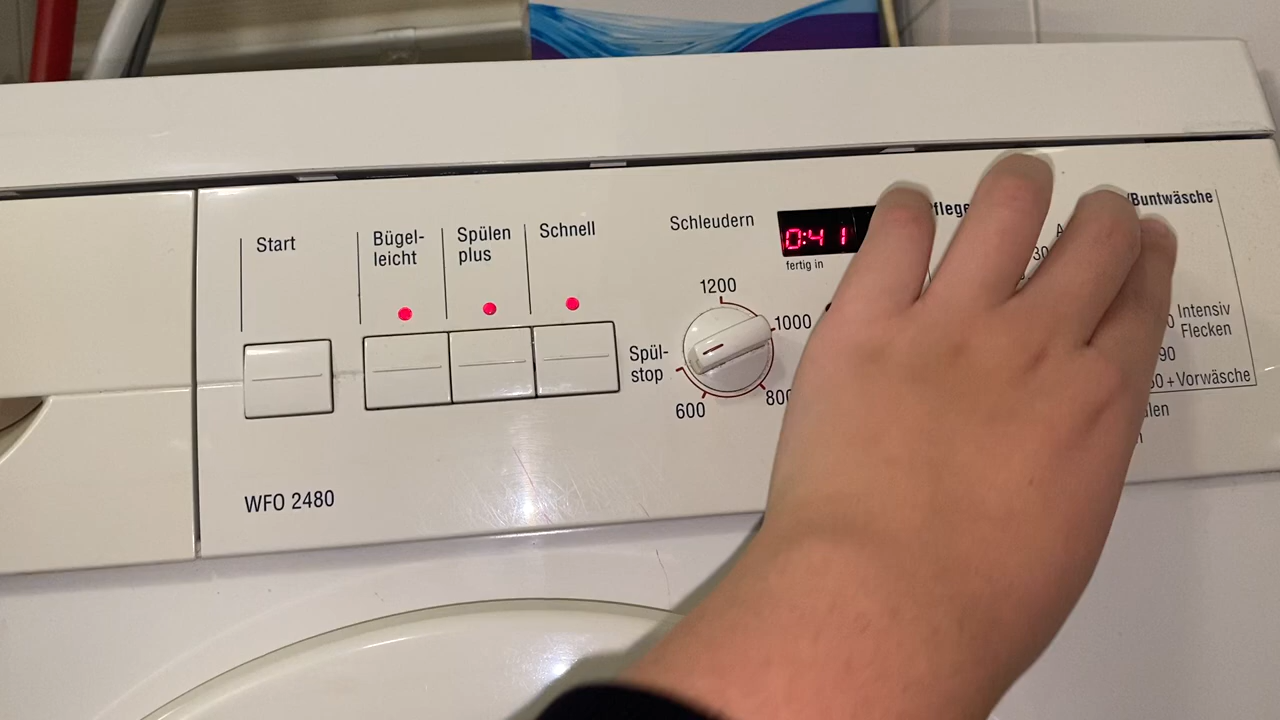 Start
Bügel-
leicht
Spülen
plus
Schnell
Schleudern
0:41
fertig in
1200
1000
800
600
Spül-
stop
/Buntwäsche
30
Intensiv
Flecken
90
+Vorwäsche
WFO 2480